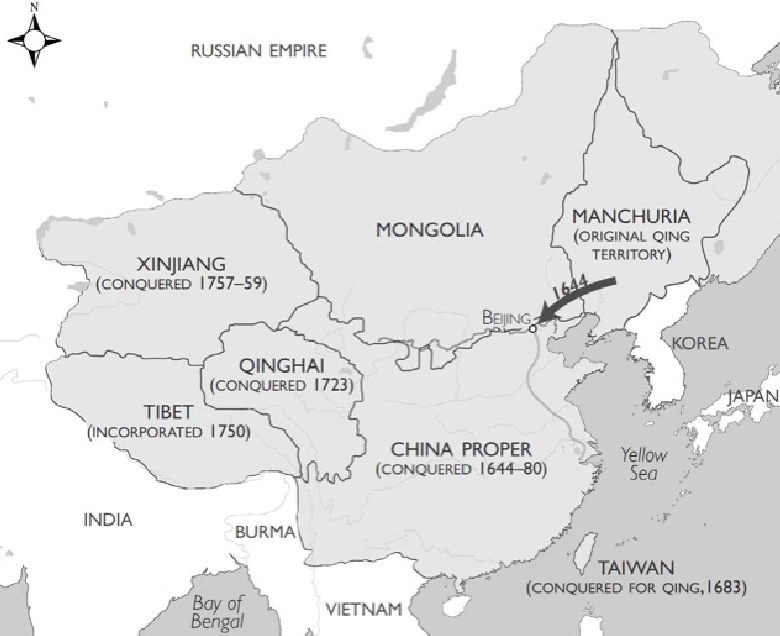 N
RUSSIAN EMPIRE
MONGOLIA
MANCHURIA
(ORIGINAL QING
TERRITORY)
XINJIANG
(CONQUERED 1757–59)
1644
BEIJING
KOREA
QINGHAI
(CONQUERED 1723)
JAPAN
TIBET
(INCORPORATED 1750)
CHINA PROPER
(CONQUERED 1644–80)
Yellow
Sea
INDIA
BURMA
TAIWAN
(CONQUERED FOR QING, 1683)
Bay of
Bengal
VIETNAM